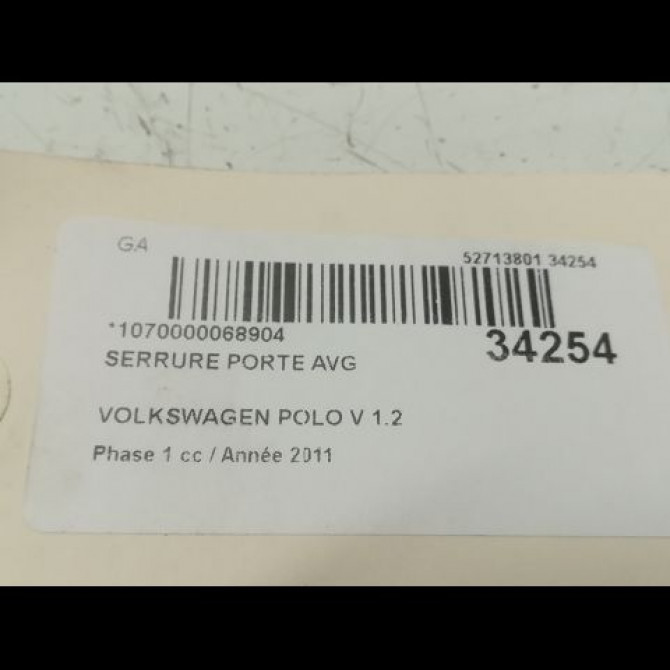 GA
52713801 34254
*1070000068904
34254
SERRURE PORTE AVG
VOLKSWAGEN POLO V 1.2
Phase 1 cc / Année 2011